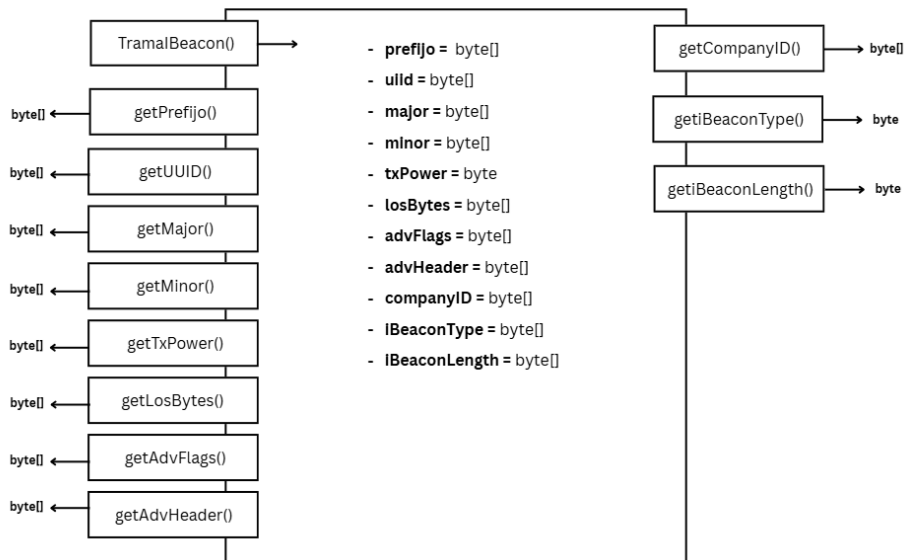 TramaIBeacon()
byte[]
getPrefijo()
byte[]
getUUID()
byte[]
getMajor()
byte[]
getMinor()
byte[]
getTxPower()
byte[]
getLosBytes()
byte[]
getAdvFlags()
byte[]
getAdvHeader()
- prefijo = byte[]
- uiid = byte[]
- major = byte[]
- minor = byte[]
- txPower = byte
- losBytes = byte[]
- advFlags = byte[]
- advHeader = byte[]
- companyID = byte[]
- iBeaconType = byte[]
- iBeaconLength = byte[]
getCompanyID()
byte[]
getiBeaconType()
byte
getiBeaconLength()
byte